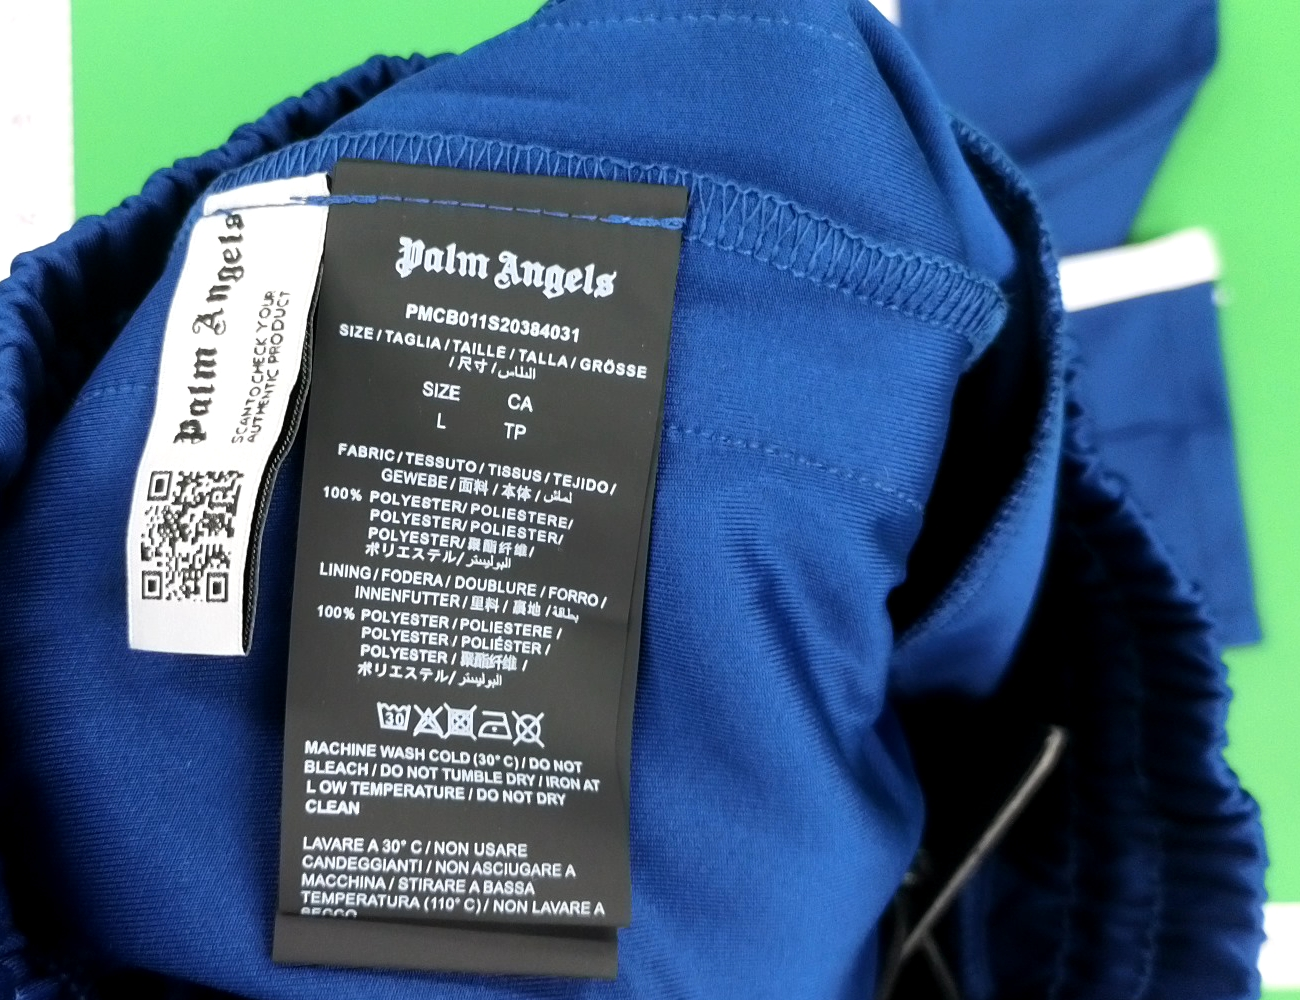 Palm Angels
SCAN TO CHECK YOUR
AUTHENTIC PRODUCT
Palm Angels
PMCB011S20384031
SIZE / TAGLIA / TAILLE / TALLA / GRÖSSE
/ 尺寸 /
SIZE CA
L TP
FABRIC / TESSUTO / TISSUS / TEJIDO /
GEWEBE / 面料 / 本体 / لماش
100% POLYESTER/ POLIESTERE/
POLYESTER/ POLIESTER/
POLYESTER/聚酯纤维/
ポリエステル/ البوليستر
LINING / FODERA / DOUBLURE / FORRO /
INNENFUTTER / 里料 / 裏地 / بطاقة
100% POLYESTER / POLIESTERE /
POLYESTER / POLIÉSTER /
POLYESTER / 聚酯纤维 /
ポリエステル/ البوليستر
30
MACHINE WASH COLD (30° C) / DO NOT
BLEACH / DO NOT TUMBLE DRY / IRON AT
L OW TEMPERATURE / DO NOT DRY
CLEAN
LAVARE A 30° C / NON USARE
CANDEGGIANTI / NON ASCIUGARE A
MACCHINA / STIRARE A BASSA
TEMPERATURA (110° C) / NON LAVARE A
SECCO